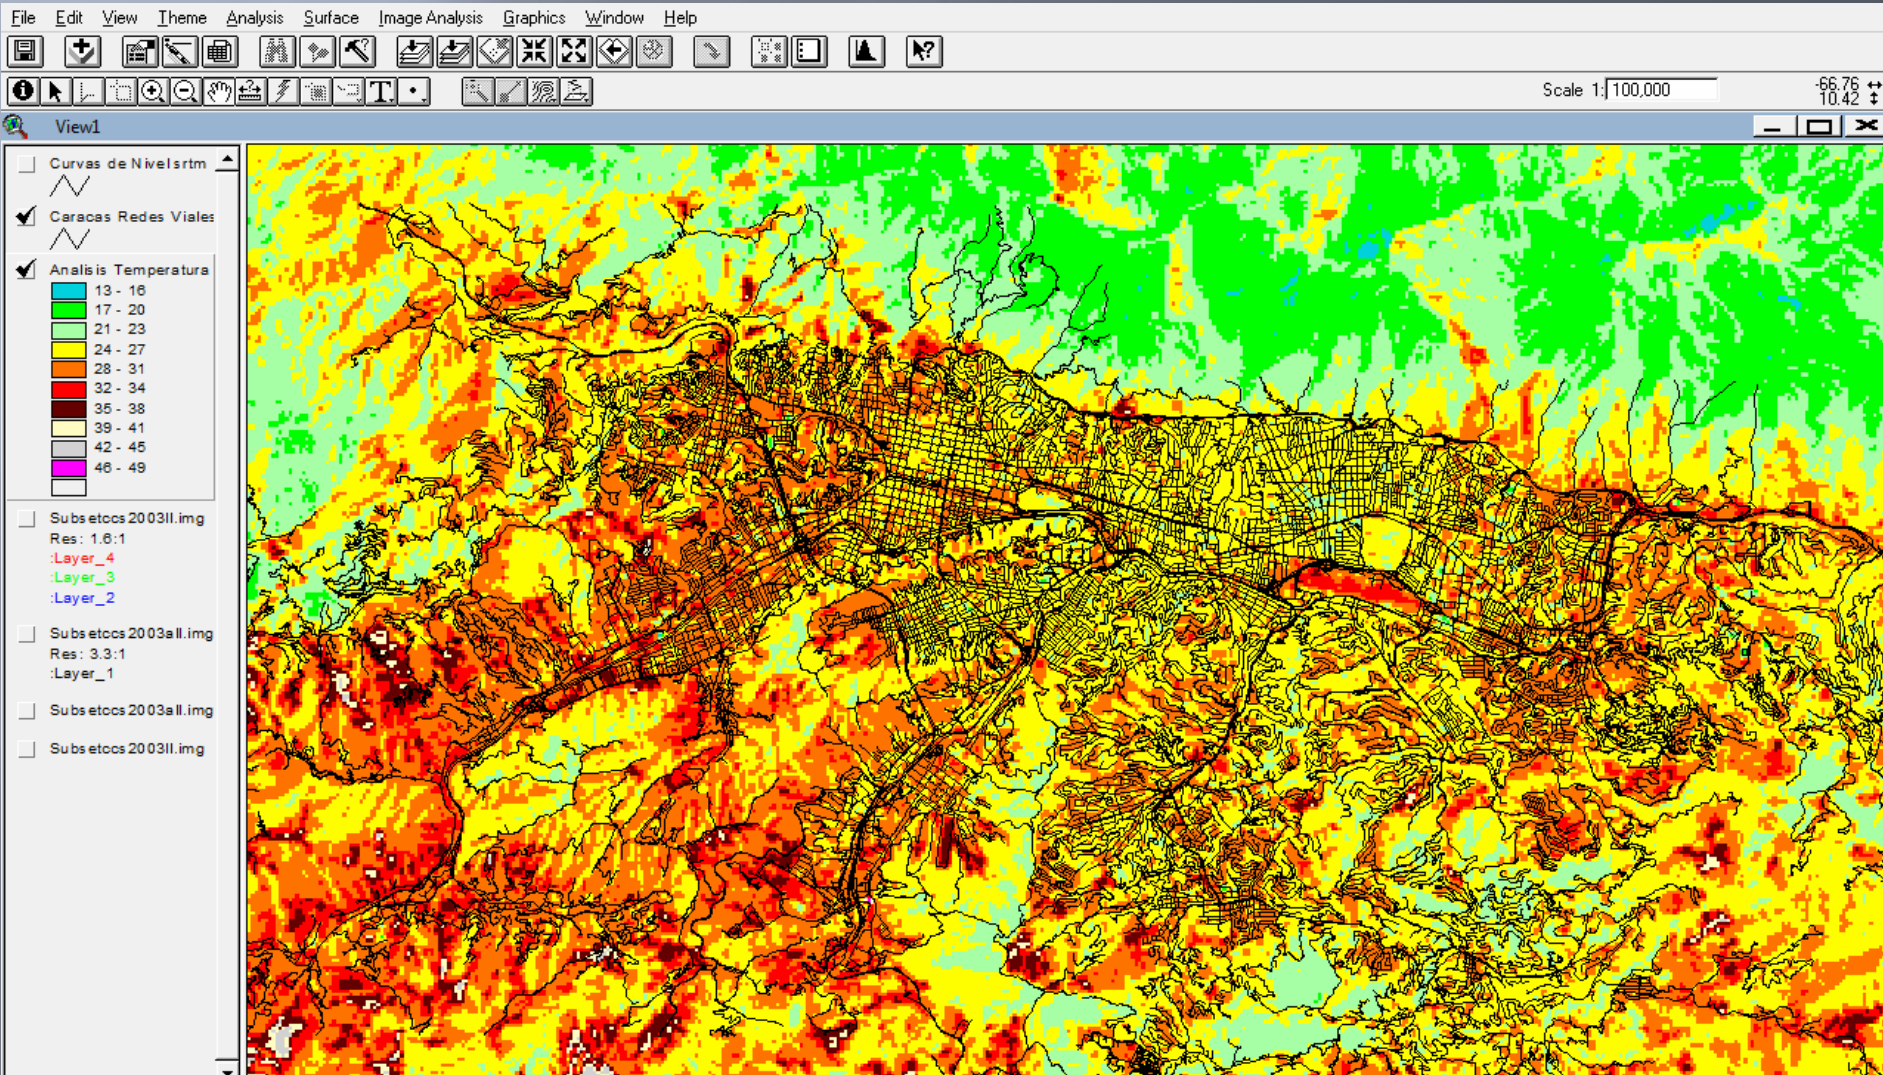 File Edit View Theme Analysis Surface Image Analysis Graphics Window Help
Scale 1: 100,000
-66.76
10.42
View1
Curvas de Nivelsrtm
Caracas Redes Viales
Analisis Temperatura
13 - 16
17 - 20
21 - 23
24 - 27
28 - 31
32 - 34
35 - 38
39 - 41
42 - 45
46 - 49
Subsetccs2003II.img
Res: 1.6:1
:Layer_4
:Layer_3
:Layer_2
Subsetccs2003all.img
Res: 3.3:1
:Layer_1
Subsetccs2003all.img
Subsetccs2003II.img